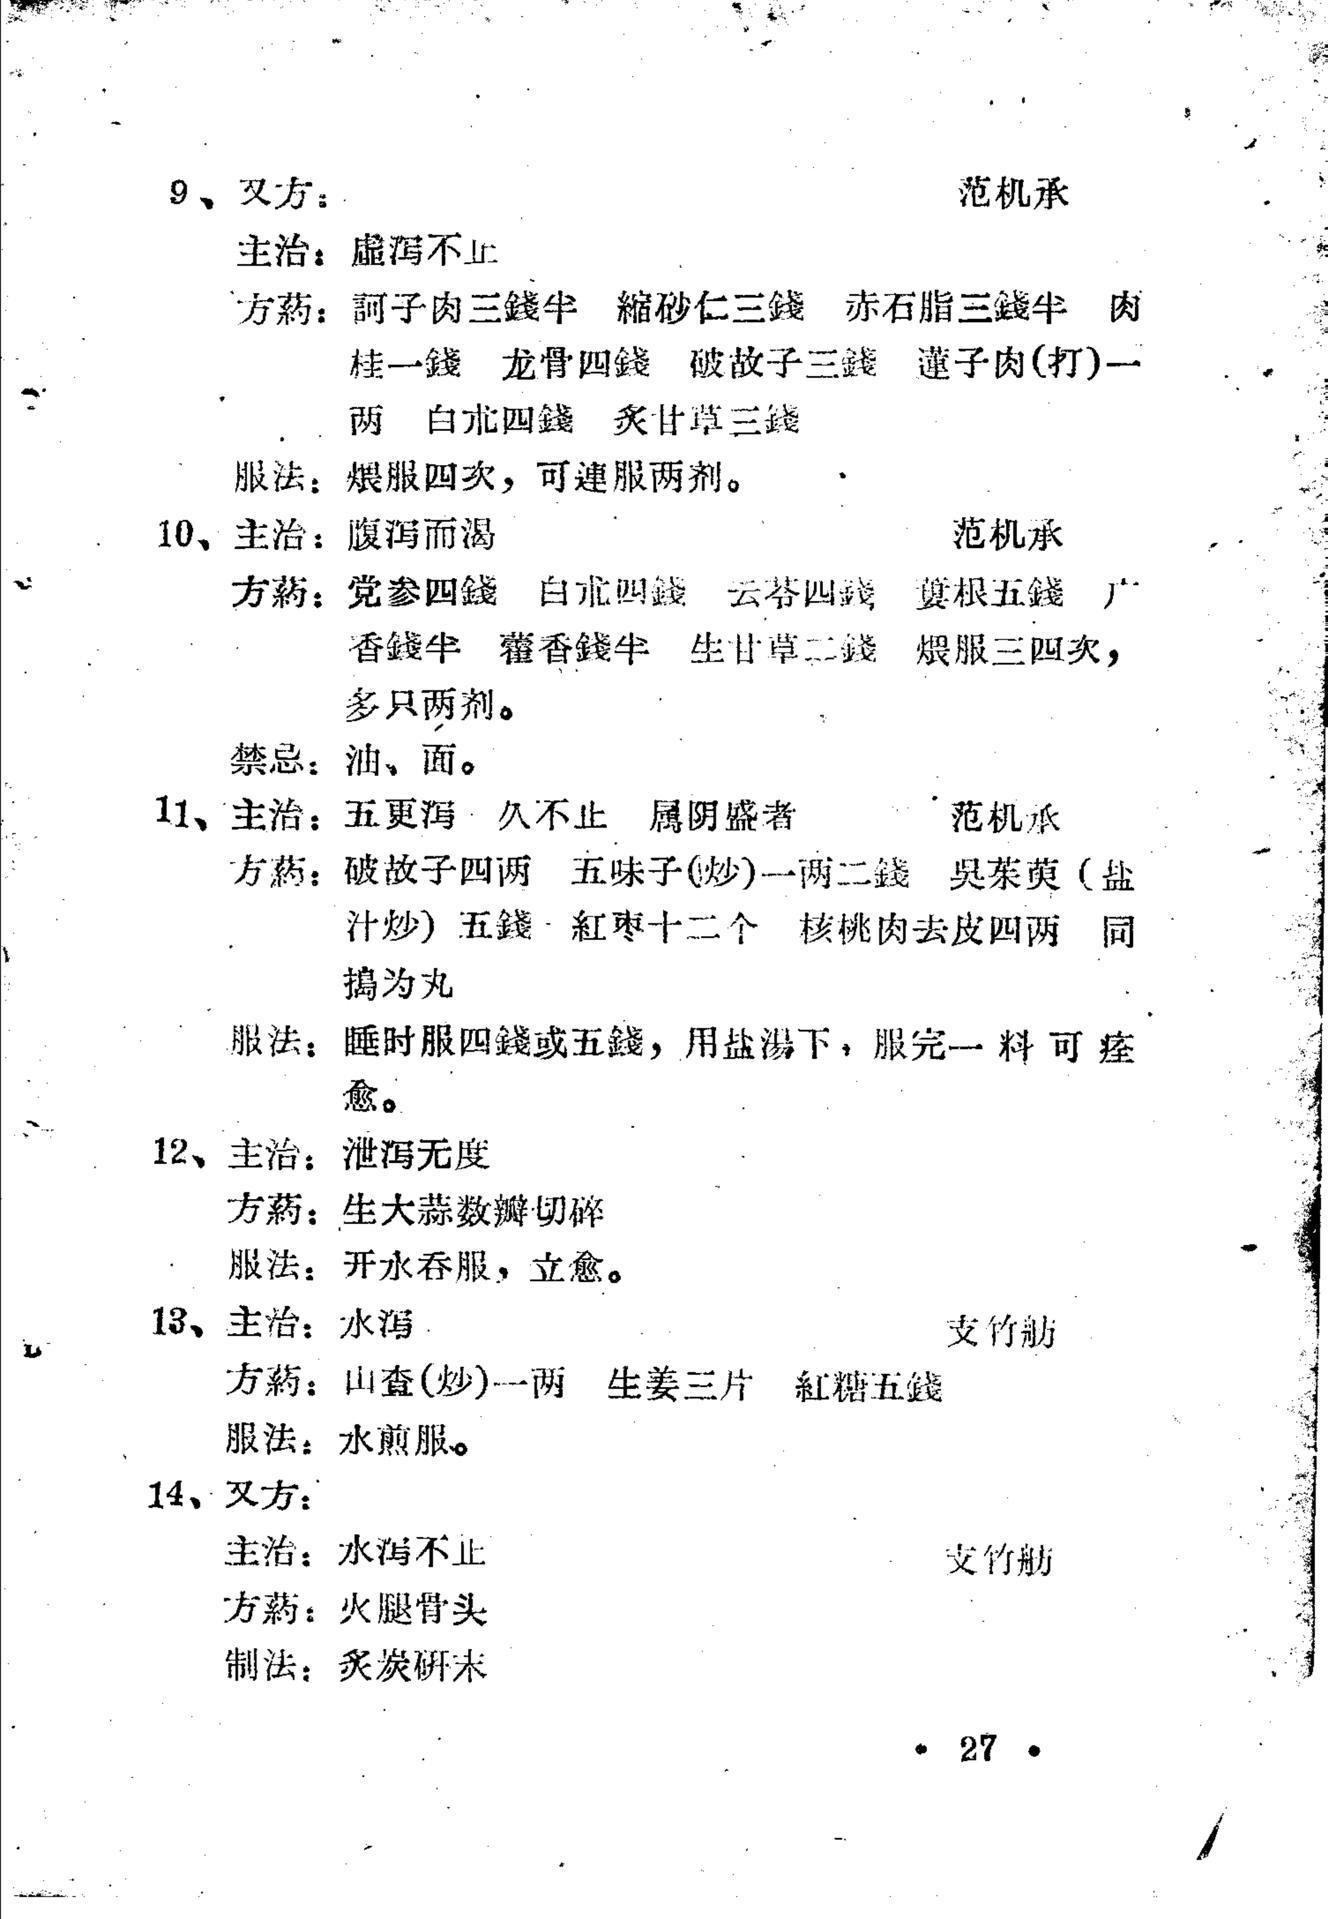 9、又方：　范机承
主治：虛泻不止
方葯：訶子肉三錢半　縮砂仁三錢　赤石脂三錢半　肉
桂一錢　龙骨四錢　破故子三錢　蓮子肉(打)一
两　白朮四錢　炙甘草三錢
服法：煨服四次，可連服两剂。
10、主治：腹泻而渴　范机承
方葯：党参四錢　白朮四錢　云苓四錢　蔞根五錢　广
香錢半　藿香錢半　生甘草二錢　煨服三四次，
多只两剂。
禁忌：油、面。
11、主治：五更泻　久不止　属阴盛者　范机承
方葯：破故子四两　五味子(炒)一两二錢　吳茱萸(盐
汁炒)五錢　紅枣十二个　核桃肉去皮四两　同
搗为丸
服法：睡时服四錢或五錢，用盐湯下，服完一料可痊
愈。
12、主治：泄泻无度
方葯：生大蒜数瓣切碎
服法：开水吞服，立愈。
13、主治：水泻　支竹舫
方葯：山査(炒)一两　生姜三片　紅糖五錢
服法：水煎服。
14、又方：
主治：水泻不止　支竹舫
方葯：火腿骨头
制法：炙炭研末
• 27 •